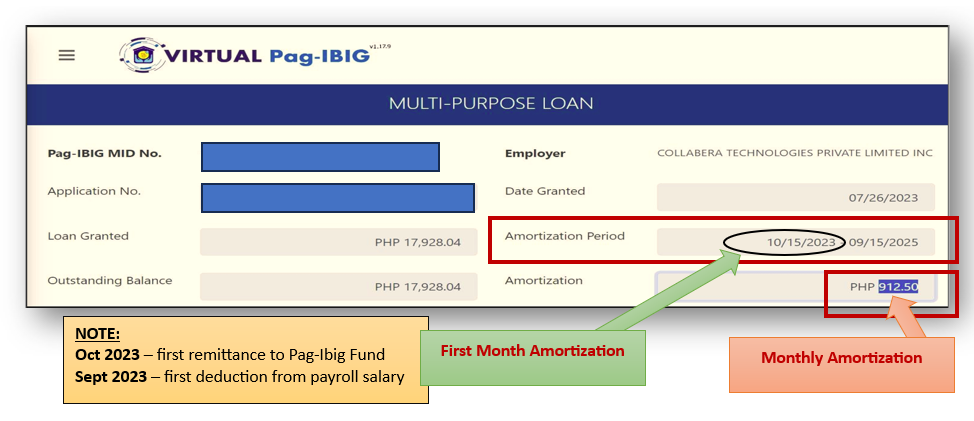 VIRTUAL Pag-IBIG v1.17.9
MULTI-PURPOSE LOAN
Pag-IBIG MID No.
Employer COLLABERA TECHNOLOGIES PRIVATE LIMITED INC
Application No.
Date Granted 07/26/2023
Loan Granted PHP 17,928.04
Amortization Period 10/15/2023 09/15/2025
Outstanding Balance PHP 17,928.04
Amortization PHP 912.50
NOTE:
Oct 2023 – first remittance to Pag-Ibig Fund
Sept 2023 – first deduction from payroll salary
First Month Amortization
Monthly Amortization